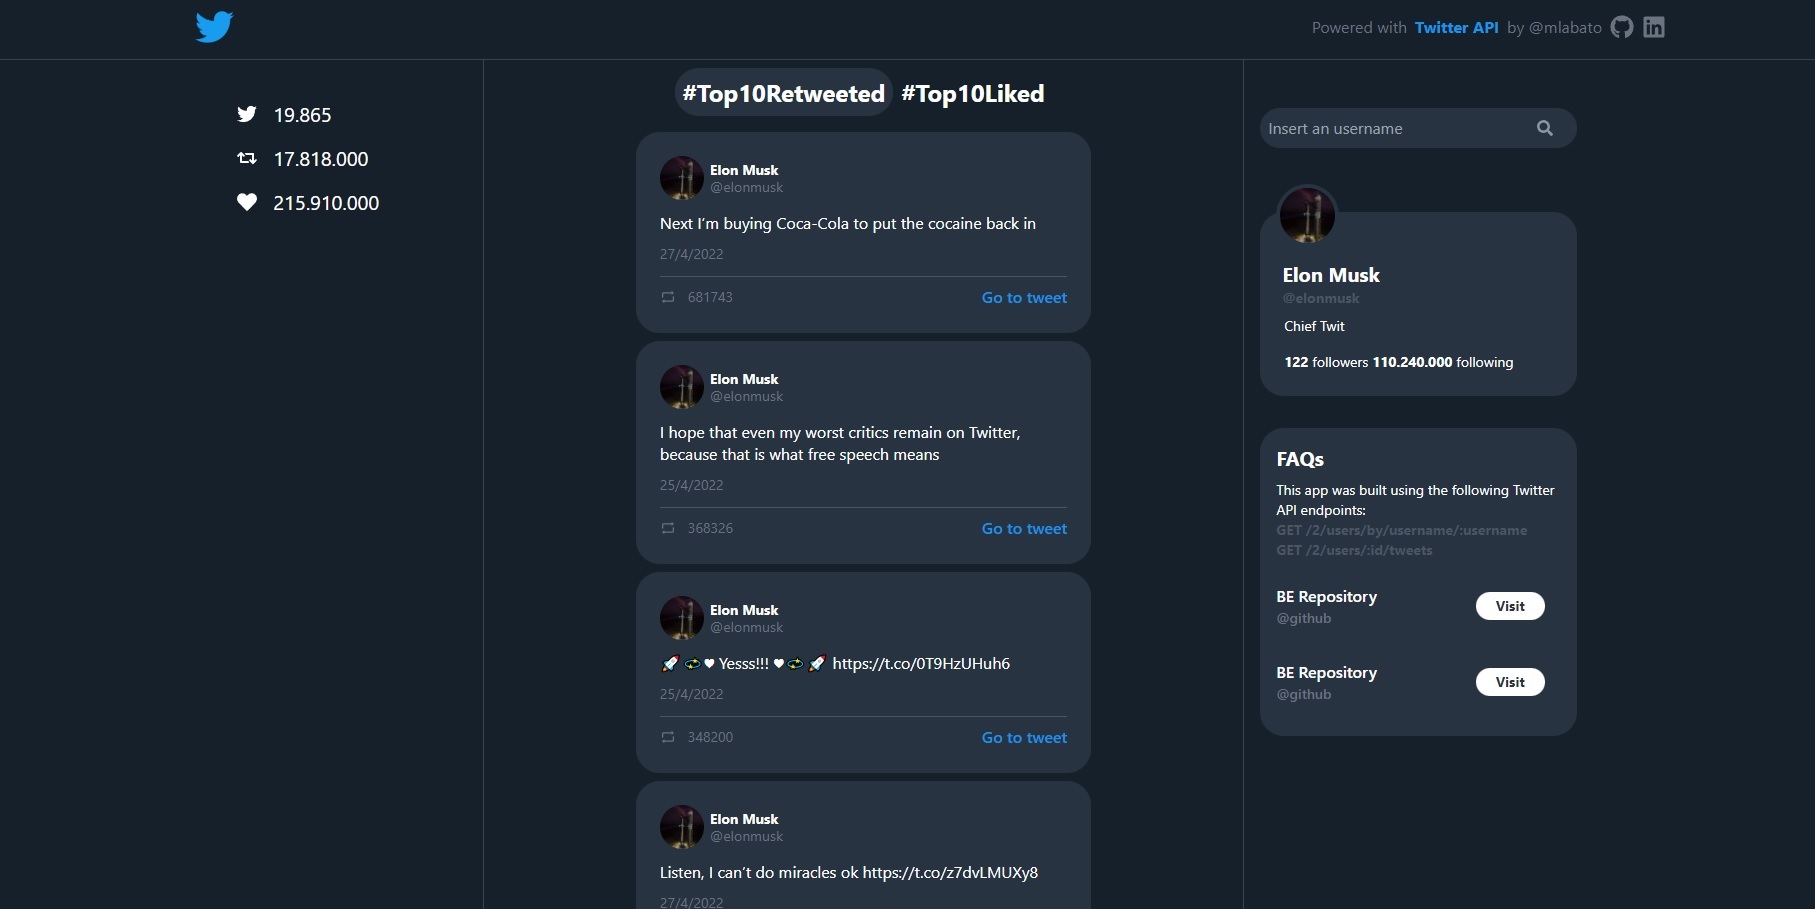 Powered with Twitter API by @mlabato
19.865
17.818.000
215.910.000
#Top10Retweeted #Top10Liked
Elon Musk
@elonmusk
Next I’m buying Coca-Cola to put the cocaine back in
27/4/2022
681743 Go to tweet
Elon Musk
@elonmusk
I hope that even my worst critics remain on Twitter,
because that is what free speech means
25/4/2022
368326 Go to tweet
Elon Musk
@elonmusk
🚀💫♥ Yesss!!! ♥💫🚀 https://t.co/0T9HzUHuh6
25/4/2022
348200 Go to tweet
Elon Musk
@elonmusk
Listen, I can’t do miracles ok https://t.co/z7dvLMUXy8
27/4/2022
Insert an username
Elon Musk
@elonmusk
Chief Twit
122 followers 110.240.000 following
FAQs
This app was built using the following Twitter
API endpoints:
GET /2/users/by/username/:username
GET /2/users/:id/tweets
BE Repository
@github
Visit
BE Repository
@github
Visit